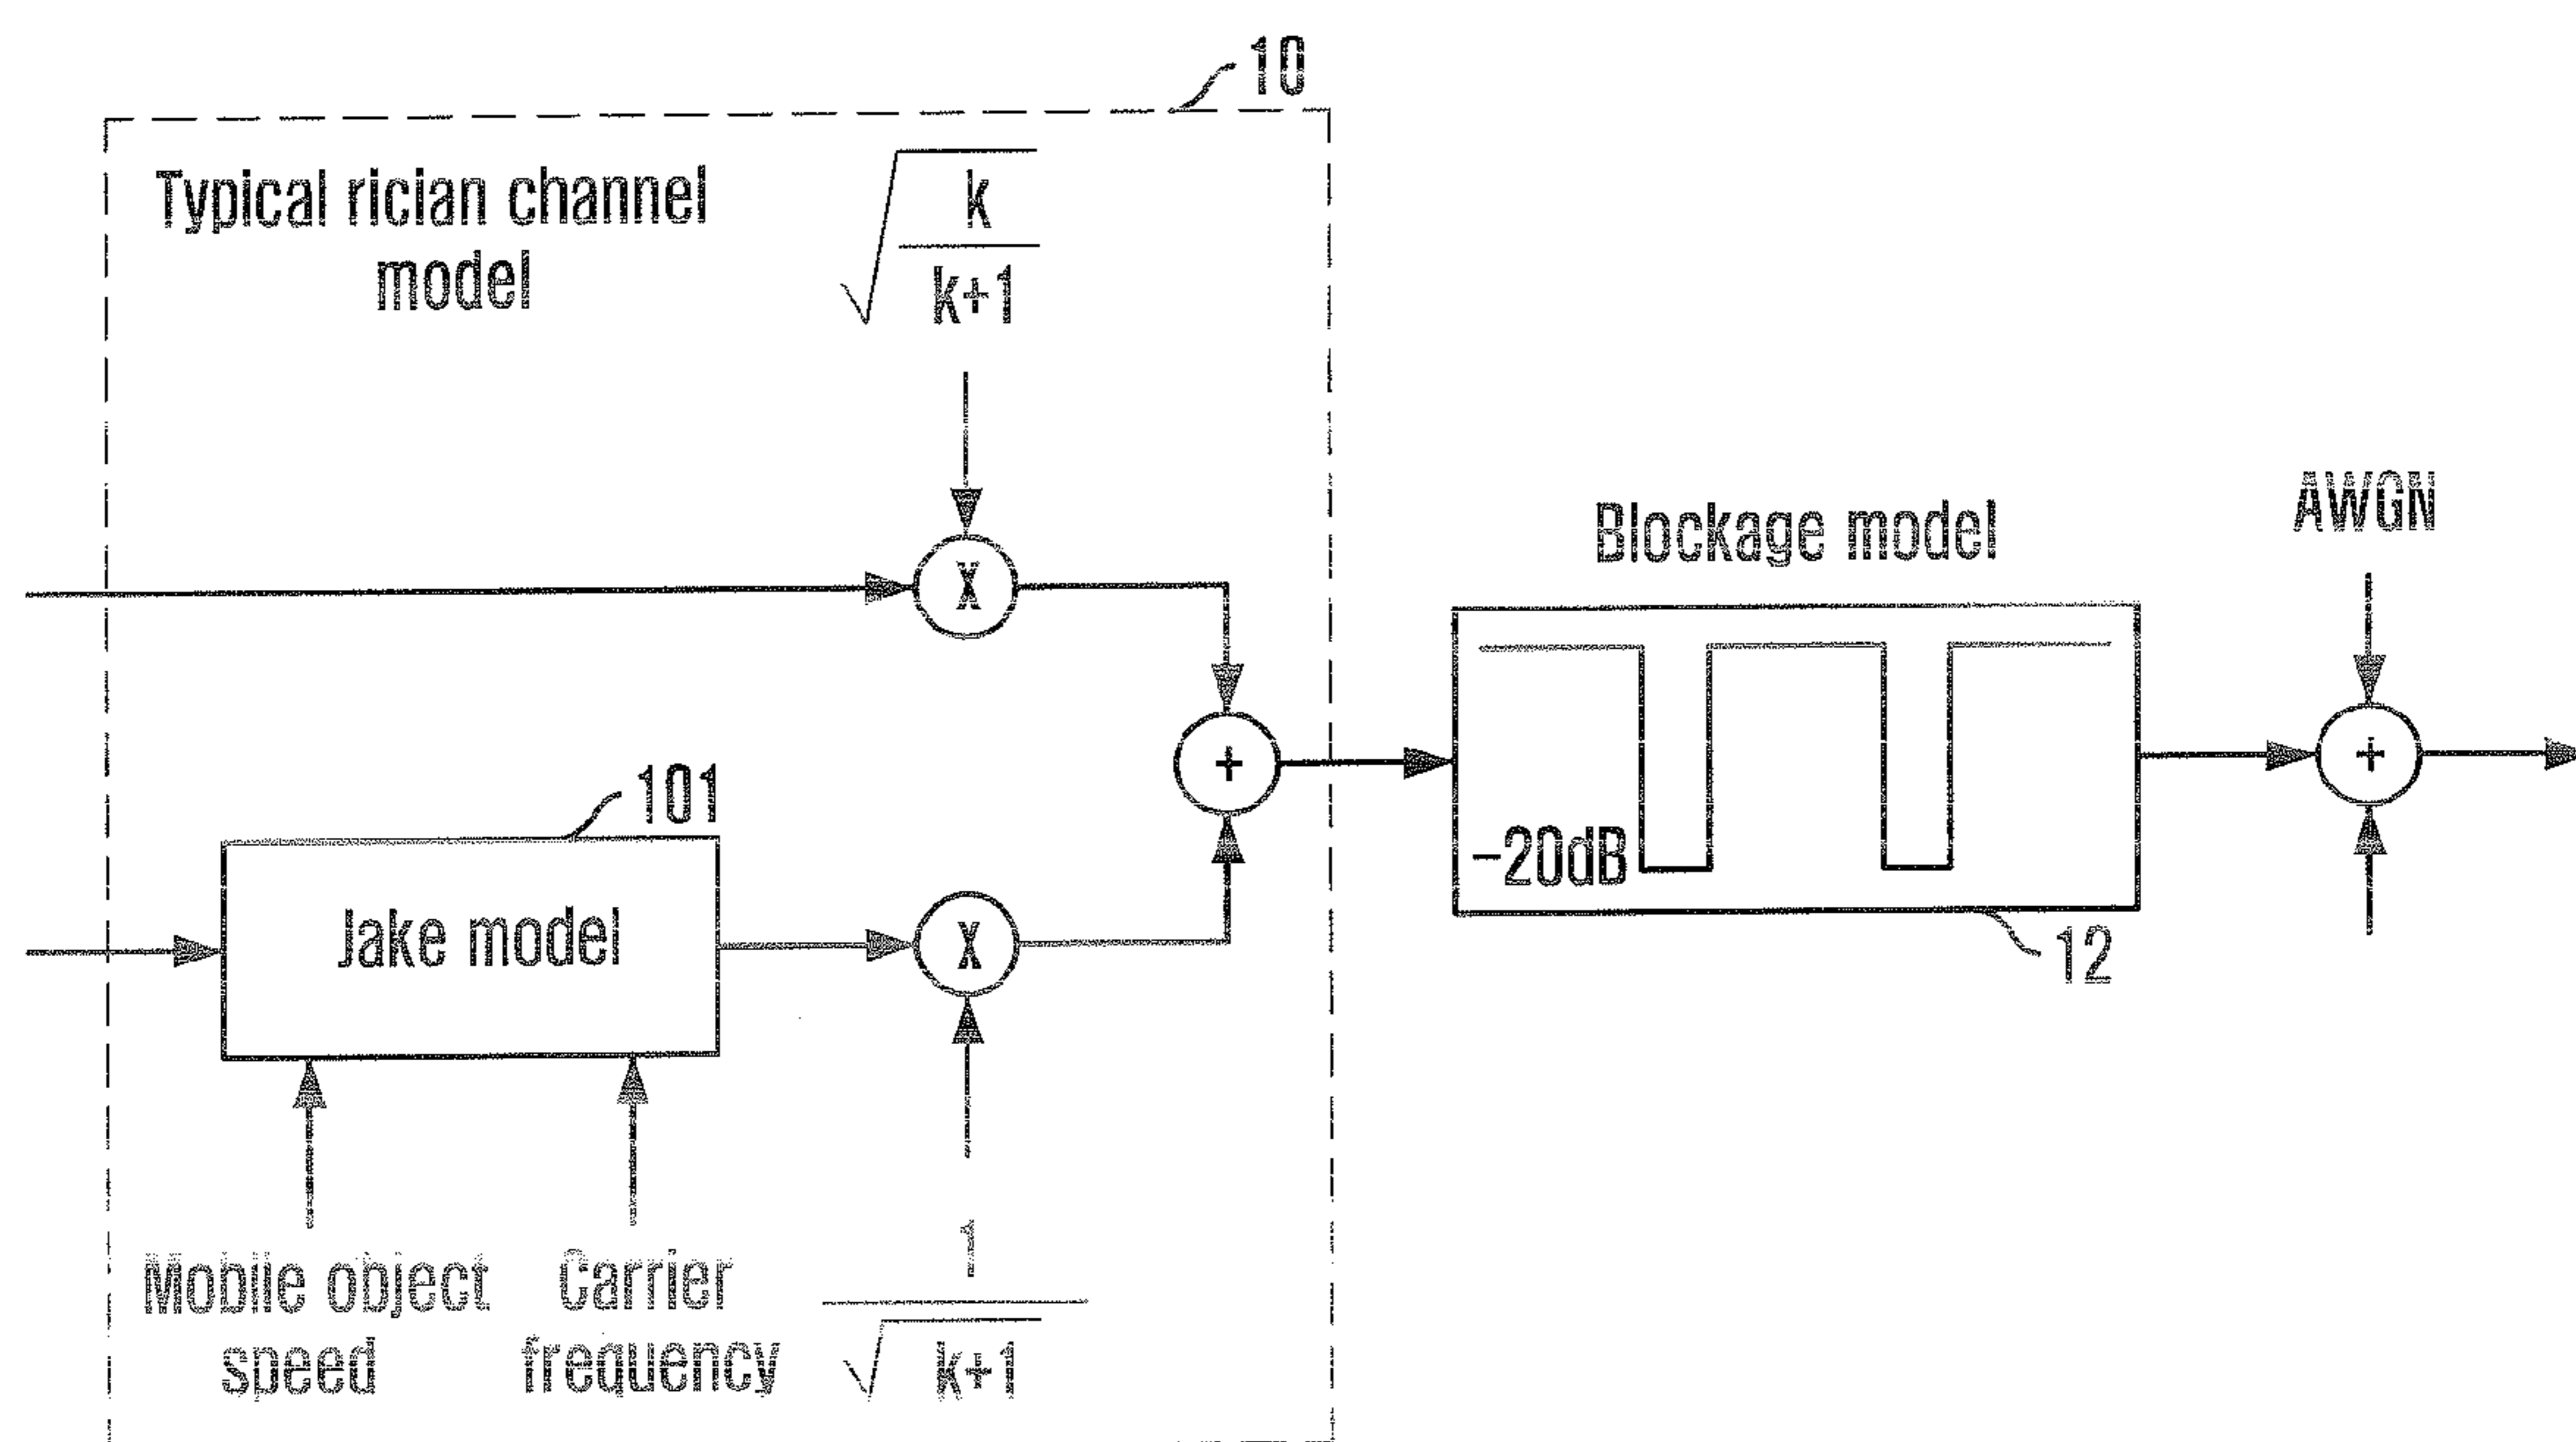 10
Typical rician channel
model
√(k/(k+1))
X
+
101
Jake model
X
Mobile object
speed
Carrier
frequency
1/√(k+1)
Blockage model
-20dB
12
AWGN
+